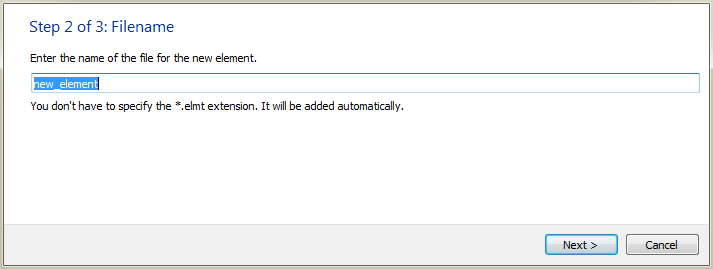 Step 2 of 3: Filename
Enter the name of the file for the new element.
new_element
You don't have to specify the *.elmt extension. It will be added automatically.
Next >
Cancel